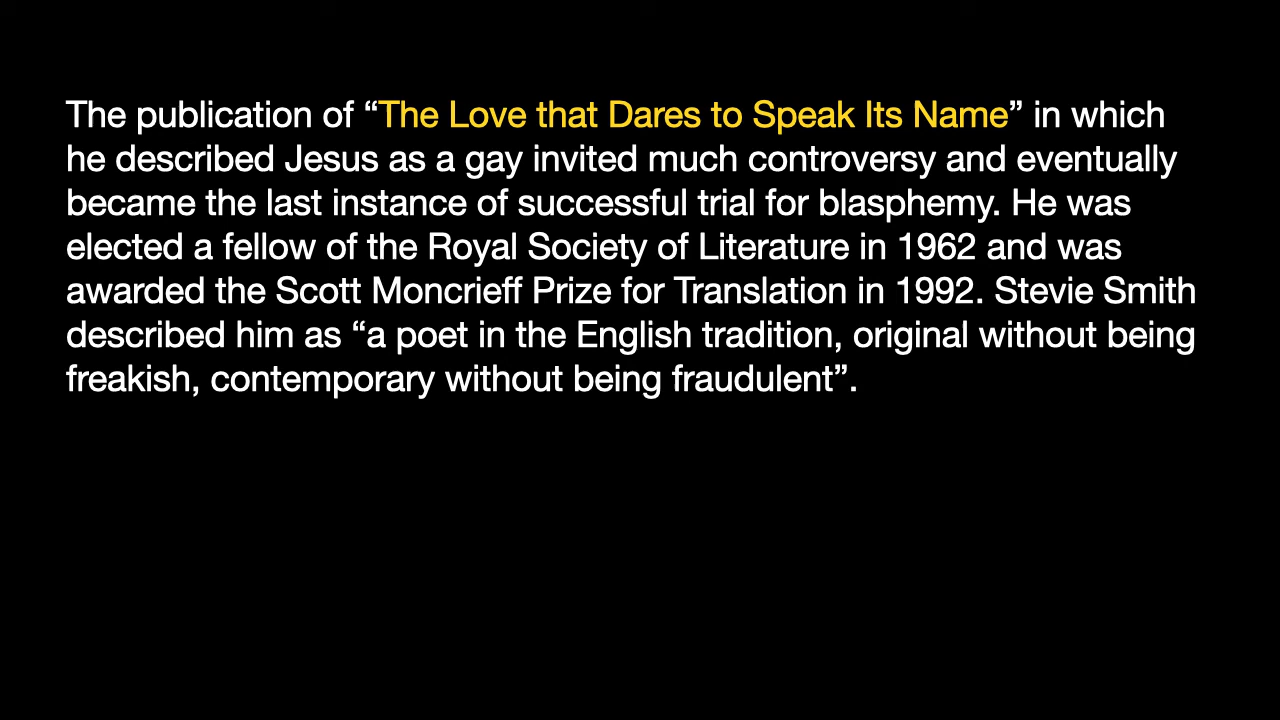 The publication of “The Love that Dares to Speak Its Name” in which
he described Jesus as a gay invited much controversy and eventually
became the last instance of successful trial for blasphemy. He was
elected a fellow of the Royal Society of Literature in 1962 and was
awarded the Scott Moncrieff Prize for Translation in 1992. Stevie Smith
described him as “a poet in the English tradition, original without being
freakish, contemporary without being fraudulent”.